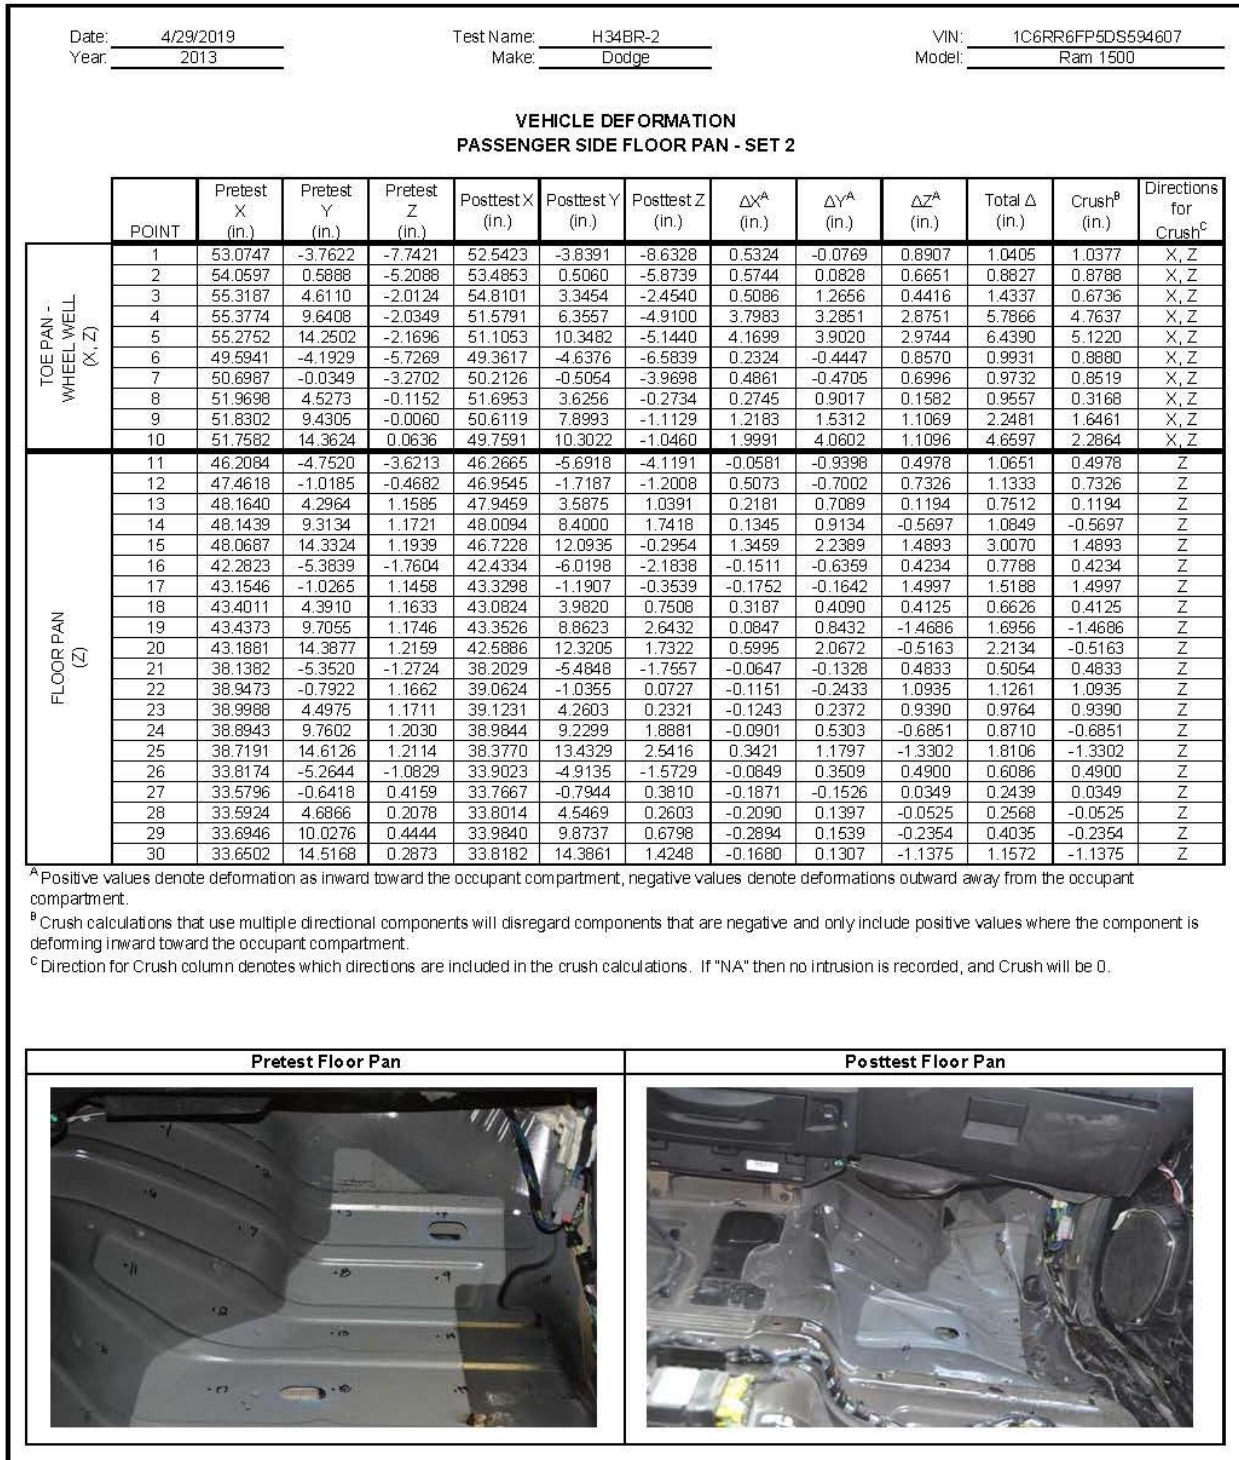 Date: 4/29/2019 Test Name: H34BR-2 VIN: 1C6RR6FP5DS594607
Year: 2013 Make: Dodge Model: Ram 1500
VEHICLE DEFORMATION
PASSENGER SIDE FLOOR PAN - SET 2
POINT Pretest X (in.) Pretest Y (in.) Pretest Z (in.) Posttest X (in.) Posttest Y (in.) Posttest Z (in.) ΔX^A (in.) ΔY^A (in.) ΔZ^A (in.) Total Δ (in.) Crush^B (in.) Directions for Crush^C
TOE PAN - WHEEL WELL (X, Z)
1 53.0747 -3.7622 -7.7421 52.5423 -3.8391 -8.6328 0.5324 -0.0769 0.8907 1.0405 1.0377 X, Z
2 54.0597 0.5888 -5.2088 53.4853 0.5060 -5.8739 0.5744 0.0828 0.6651 0.8827 0.8788 X, Z
3 55.3187 4.6110 -2.0124 54.8101 3.3454 -2.4540 0.5086 1.2656 0.4416 1.4337 0.6736 X, Z
4 55.3774 9.6408 -2.0349 51.5791 6.3557 -4.9100 3.7983 3.2851 2.8751 5.7866 4.7637 X, Z
5 55.2752 14.2502 -2.1696 51.1053 10.3482 -5.1440 4.1699 3.9020 2.9744 6.4390 5.1220 X, Z
6 49.5941 -4.1929 -5.7269 49.3617 -4.6376 -6.5839 0.2324 -0.4447 0.8570 0.9931 0.8880 X, Z
7 50.6987 -0.0349 -3.2702 50.2126 -0.5054 -3.9698 0.4861 -0.4705 0.6996 0.9732 0.8519 X, Z
8 51.9698 4.5273 -0.1152 51.6953 3.6256 -0.2734 0.2745 0.9017 0.1582 0.9557 0.3168 X, Z
9 51.8302 9.4305 -0.0060 50.6119 7.8993 -1.1129 1.2183 1.5312 1.1069 2.2481 1.6461 X, Z
10 51.7582 14.3624 0.0636 49.7591 10.3022 -1.0460 1.9991 4.0602 1.1096 4.6597 2.2864 X, Z
FLOOR PAN (Z)
11 46.2084 -4.7520 -3.6213 46.2665 -5.6918 -4.1191 -0.0581 -0.9398 0.4978 1.0651 0.4978 Z
12 47.4618 -1.0185 -0.4682 46.9545 -1.7187 -1.2008 0.5073 -0.7002 0.7326 1.1333 0.7326 Z
13 48.1640 4.2964 1.1585 47.9459 3.5875 1.0391 0.2181 0.7089 0.1194 0.7512 0.1194 Z
14 48.1439 9.3134 1.1721 48.0094 8.4000 1.7418 0.1345 0.9134 -0.5697 1.0849 -0.5697 Z
15 48.0687 14.3324 1.1939 46.7228 12.0935 -0.2954 1.3459 2.2389 1.4893 3.0070 1.4893 Z
16 42.2823 -5.3839 -1.7604 42.4334 -6.0198 -2.1838 -0.1511 -0.6359 0.4234 0.7788 0.4234 Z
17 43.1546 -1.0265 1.1458 43.3298 -1.1907 -0.3539 -0.1752 -0.1642 1.4997 1.5188 1.4997 Z
18 43.4011 4.3910 1.1633 43.0824 3.9820 0.7508 0.3187 0.4090 0.4125 0.6626 0.4125 Z
19 43.4373 9.7055 1.1746 43.3526 8.8623 2.6432 0.0847 0.8432 -1.4686 1.6956 -1.4686 Z
20 43.1881 14.3877 1.2159 42.5886 12.3205 1.7322 0.5995 2.0672 -0.5163 2.2134 -0.5163 Z
21 38.1382 -5.3520 -1.2724 38.2029 -5.4848 -1.7557 -0.0647 -0.1328 0.4833 0.5054 0.4833 Z
22 38.9473 -0.7922 1.1662 39.0624 -1.0355 0.0727 -0.1151 -0.2433 1.0935 1.1261 1.0935 Z
23 38.9988 4.4975 1.1711 39.1231 4.2603 0.2321 -0.1243 0.2372 0.9390 0.9764 0.9390 Z
24 38.8943 9.7602 1.2030 38.9844 9.2299 1.8881 -0.0901 0.5303 -0.6851 0.8710 -0.6851 Z
25 38.7191 14.6126 1.2114 38.3770 13.4329 2.5416 0.3421 1.1797 -1.3302 1.8106 -1.3302 Z
26 33.8174 -5.2644 -1.0829 33.9023 -4.9135 -1.5729 -0.0849 0.3509 0.4900 0.6086 0.4900 Z
27 33.5796 -0.6418 0.4159 33.7667 -0.7944 0.3810 -0.1871 -0.1526 0.0349 0.2439 0.0349 Z
28 33.5924 4.6866 0.2078 33.8014 4.5469 0.2603 -0.2090 0.1397 -0.0525 0.2568 -0.0525 Z
29 33.6946 10.0276 0.4444 33.9840 9.8737 0.6798 -0.2894 0.1539 -0.2354 0.4035 -0.2354 Z
30 33.6502 14.5168 0.2873 33.8182 14.3861 1.4248 -0.1680 0.1307 -1.1375 1.1572 -1.1375 Z
A Positive values denote deformation as inward toward the occupant compartment, negative values denote deformations outward away from the occupant
compartment.
B Crush calculations that use multiple directional components will disregard components that are negative and only include positive values where the component is
deforming inward toward the occupant compartment.
C Direction for Crush column denotes which directions are included in the crush calculations. If "NA" then no intrusion is recorded, and Crush will be 0.
Pretest Floor Pan Posttest Floor Pan